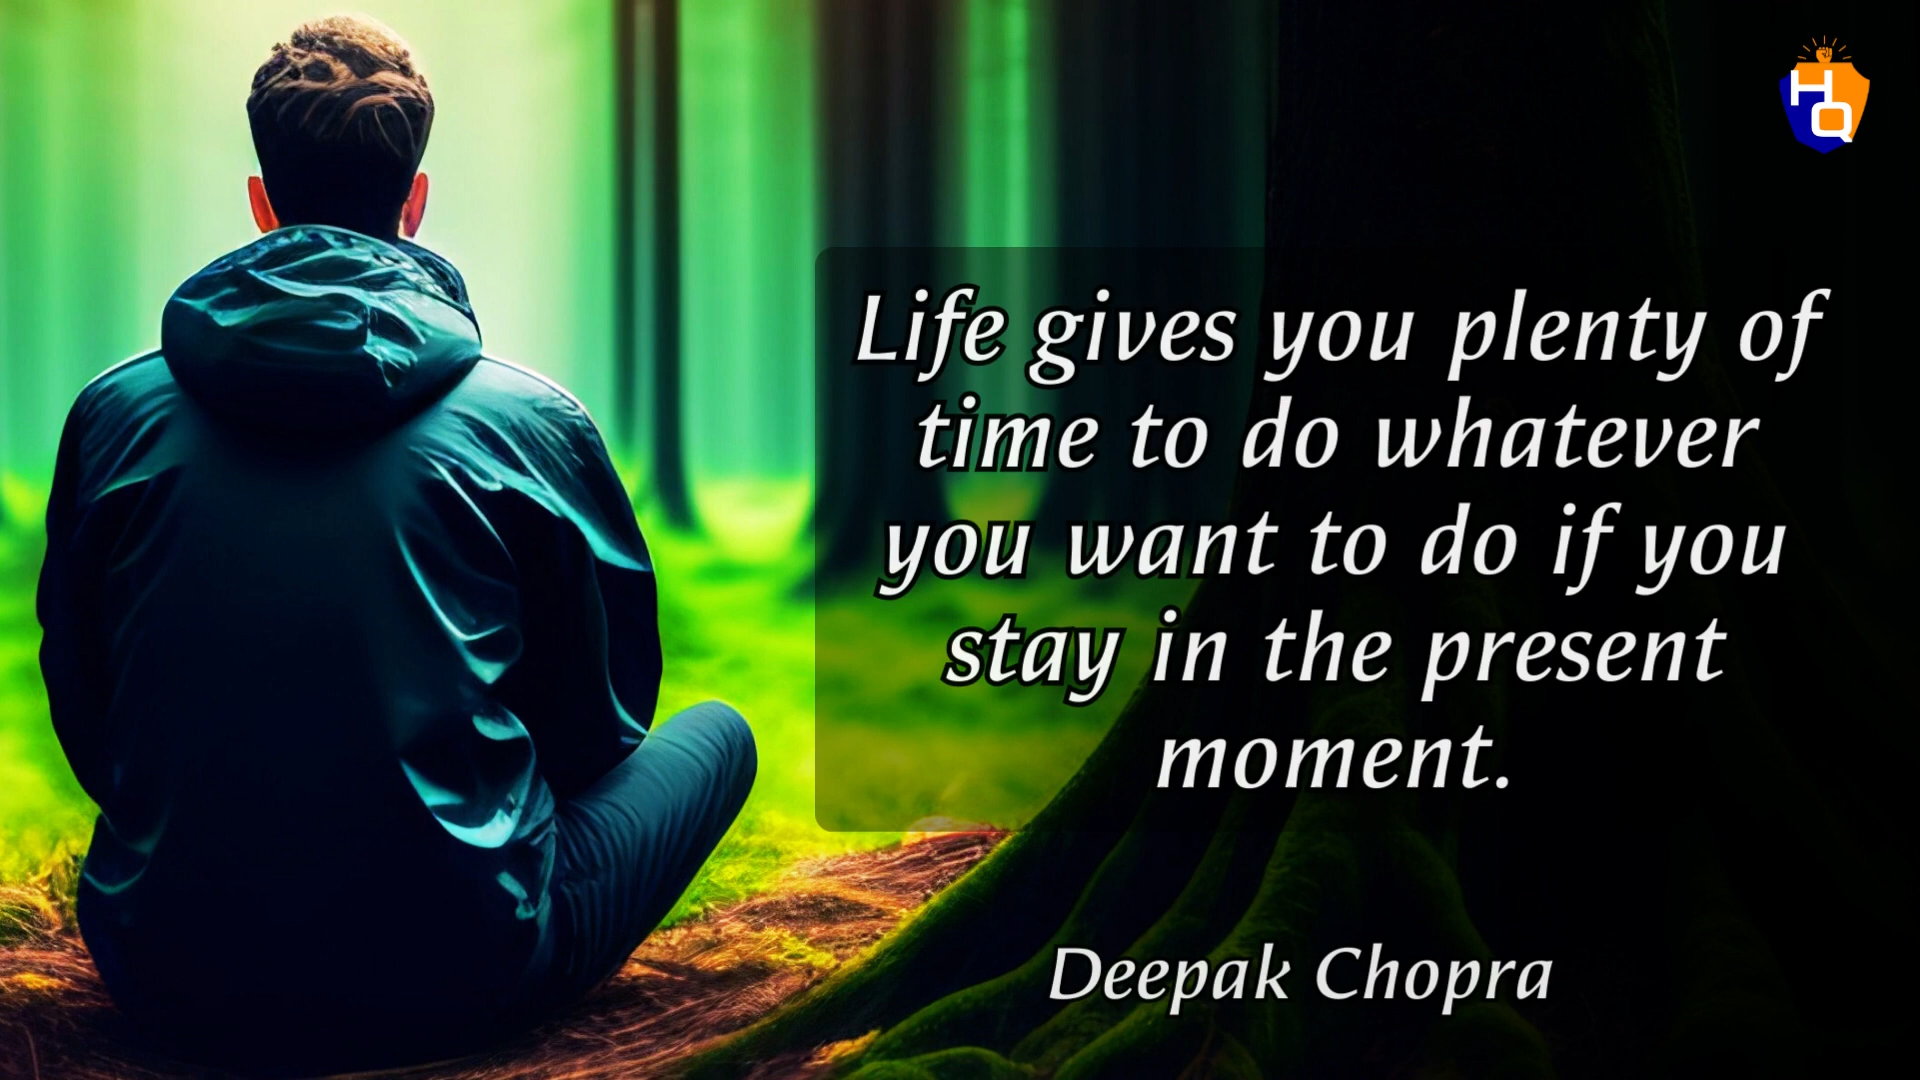 HQ
Life gives you plenty of
time to do whatever
you want to do if you
stay in the present
moment.
Deepak Chopra